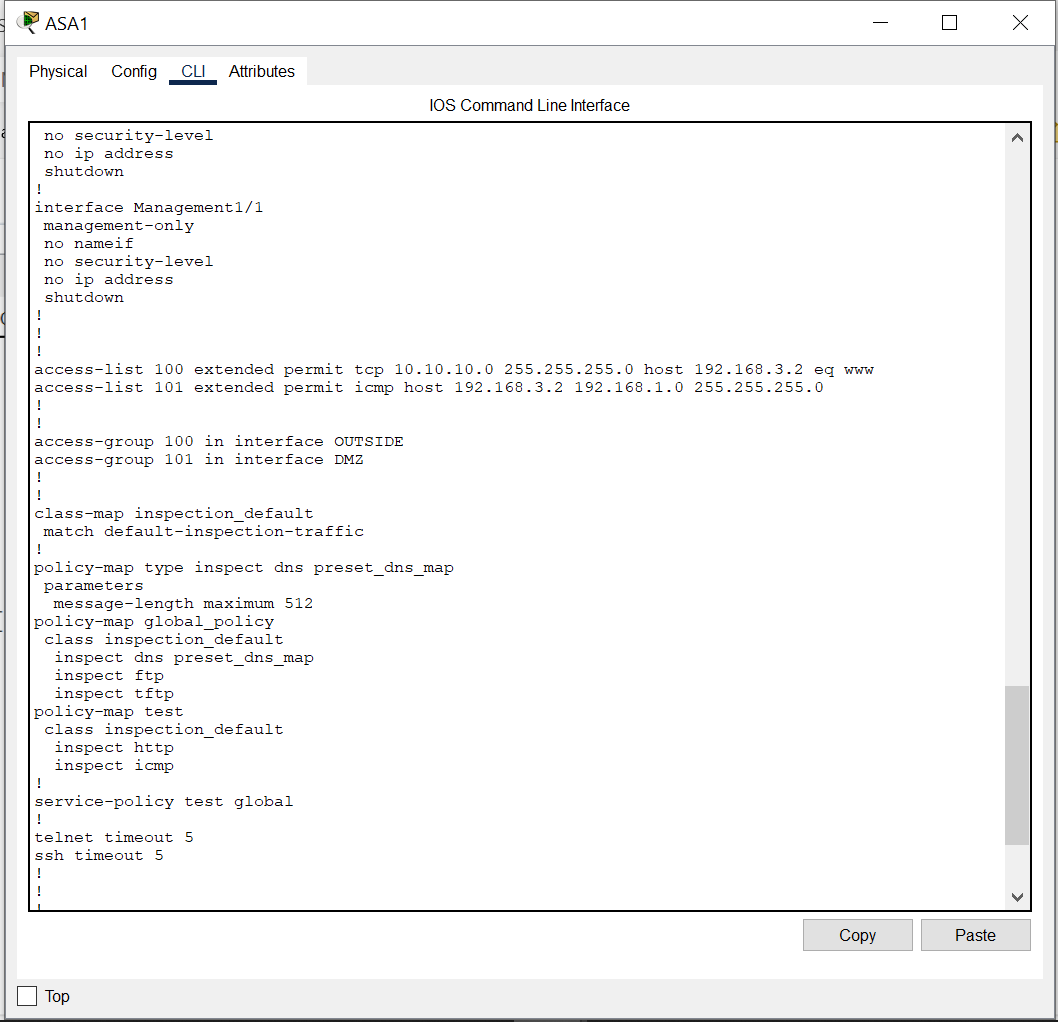 ASA1
Physical Config CLI Attributes
IOS Command Line Interface
no security-level
no ip address
shutdown
!
interface Management1/1
management-only
no nameif
no security-level
no ip address
shutdown
!
!
!
access-list 100 extended permit tcp 10.10.10.0 255.255.255.0 host 192.168.3.2 eq www
access-list 101 extended permit icmp host 192.168.3.2 192.168.1.0 255.255.255.0
!
!
access-group 100 in interface OUTSIDE
access-group 101 in interface DMZ
!
!
class-map inspection_default
match default-inspection-traffic
!
policy-map type inspect dns preset_dns_map
parameters
message-length maximum 512
policy-map global_policy
class inspection_default
inspect dns preset_dns_map
inspect ftp
inspect tftp
policy-map test
class inspection_default
inspect http
inspect icmp
!
service-policy test global
!
telnet timeout 5
ssh timeout 5
!
!
!
Copy Paste
Top